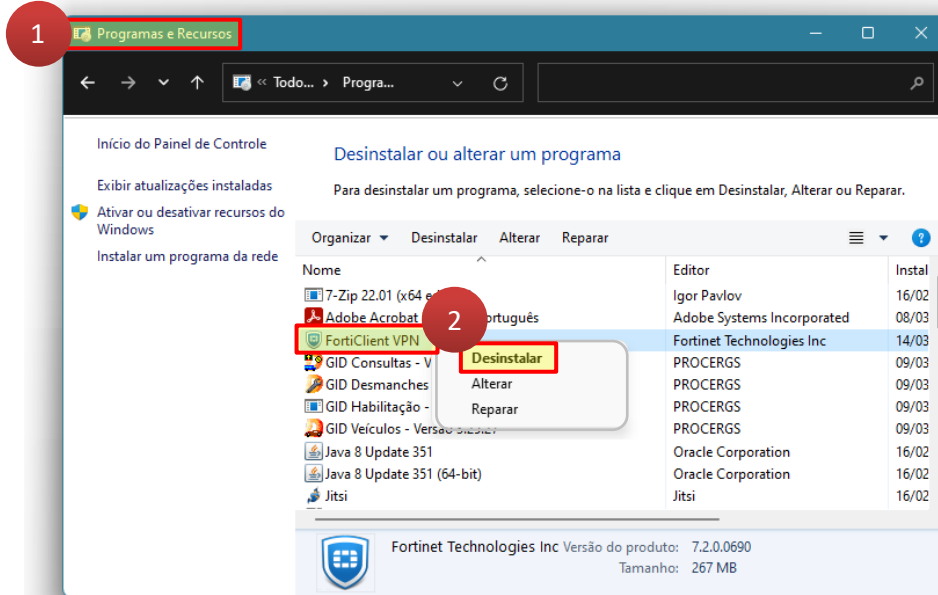 1
Programas e Recursos
« Todo... › Progra...
Início do Painel de Controle
Exibir atualizações instaladas
Ativar ou desativar recursos do
Windows
Instalar um programa da rede
Desinstalar ou alterar um programa
Para desinstalar um programa, selecione-o na lista e clique em Desinstalar, Alterar ou Reparar.
Organizar Desinstalar Alterar Reparar
Nome Editor Instal
7-Zip 22.01 (x64 Igor Pavlov 16/02
Adobe Acrobat Adobe Systems Incorporated 08/03
2
FortiClient VPN Fortinet Technologies Inc 14/03
GID Consultas - V PROCERGS 09/03
GID Desmanches PROCERGS 09/03
GID Habilitação - PROCERGS 09/03
GID Veículos - PROCERGS 09/03
Desinstalar
Alterar
Reparar
Java 8 Update 351 Oracle Corporation 16/02
Java 8 Update 351 (64-bit) Oracle Corporation 16/02
Jitsi Jitsi 16/02
Fortinet Technologies Inc Versão do produto: 7.2.0.0690
Tamanho: 267 MB